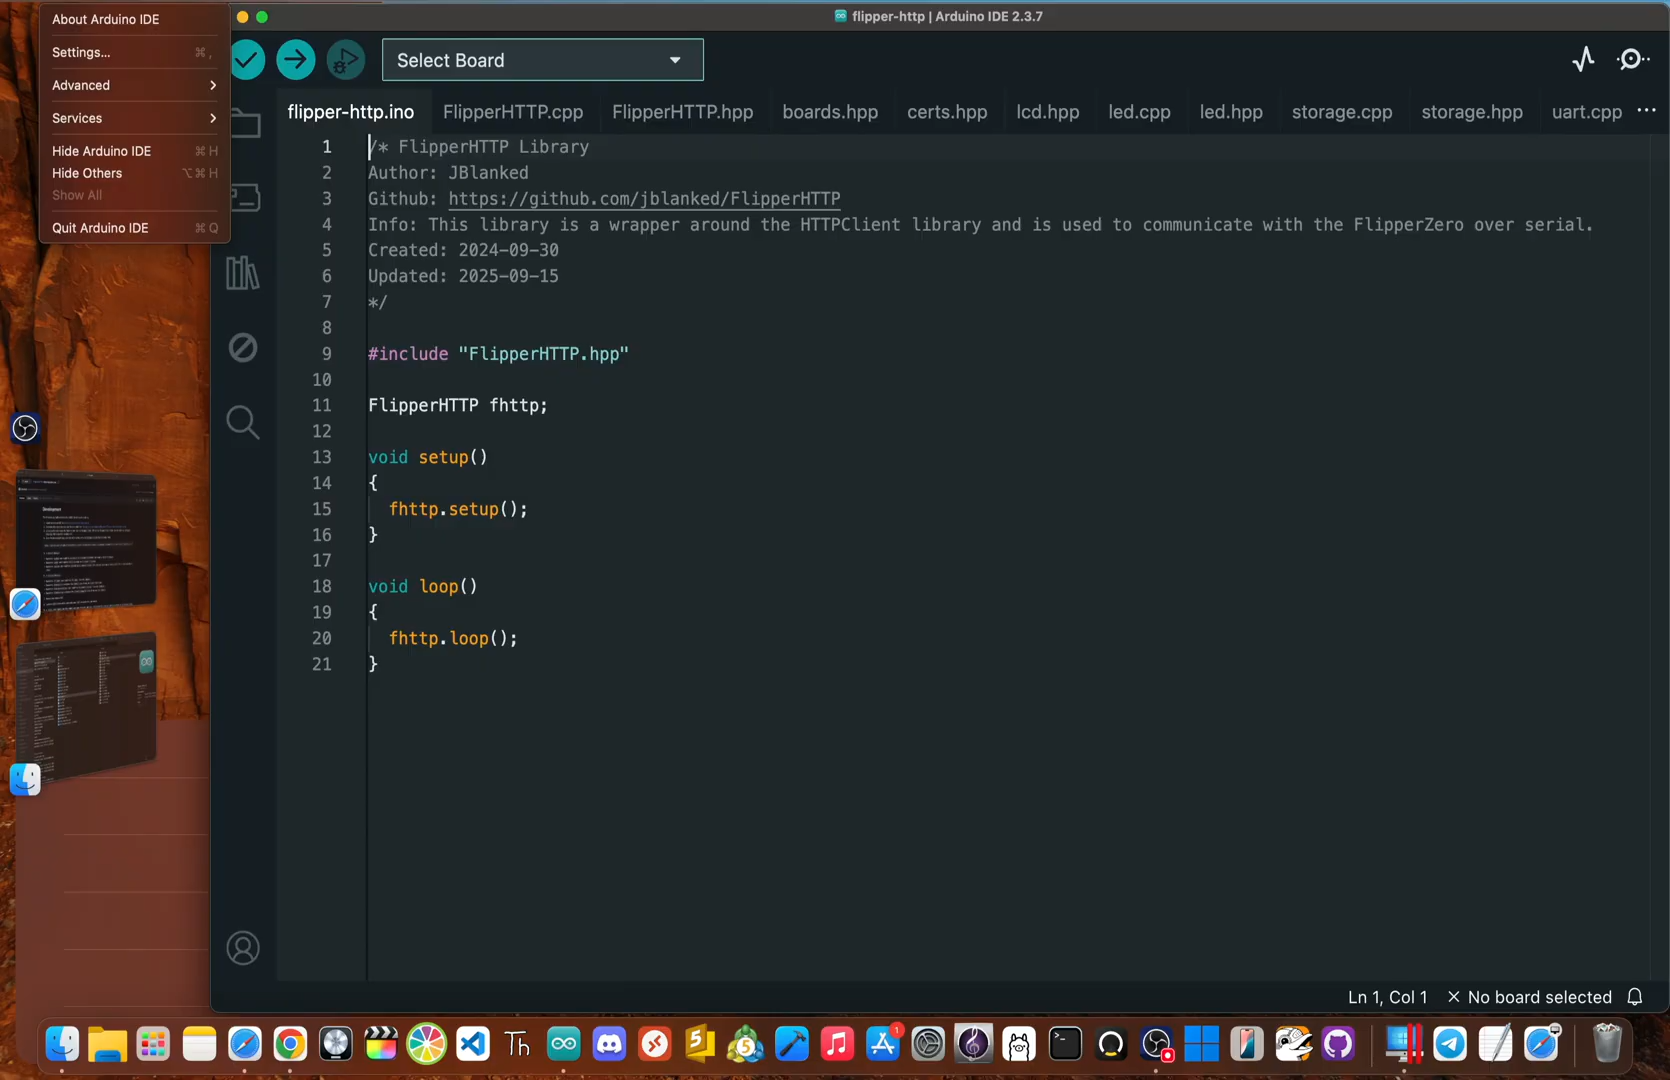 About Arduino IDE
Settings... ⌘ ,
Advanced
Services
Hide Arduino IDE ⌘ H
Hide Others ⌥ ⌘ H
Show All
Quit Arduino IDE ⌘ Q
flipper-http | Arduino IDE 2.3.7
Select Board
flipper-http.ino FlipperHTTP.cpp FlipperHTTP.hpp boards.hpp certs.hpp lcd.hpp led.cpp led.hpp storage.cpp storage.hpp uart.cpp ···
1 /* FlipperHTTP Library
2 Author: JBlanked
3 Github: https://github.com/jblanked/FlipperHTTP
4 Info: This library is a wrapper around the HTTPClient library and is used to communicate with the FlipperZero over serial.
5 Created: 2024-09-30
6 Updated: 2025-09-15
7 */
8
9 #include "FlipperHTTP.hpp"
10
11 FlipperHTTP fhttp;
12
13 void setup()
14 {
15 fhttp.setup();
16 }
17
18 void loop()
19 {
20 fhttp.loop();
21 }
Ln 1, Col 1 × No board selected
Th
5
5
1